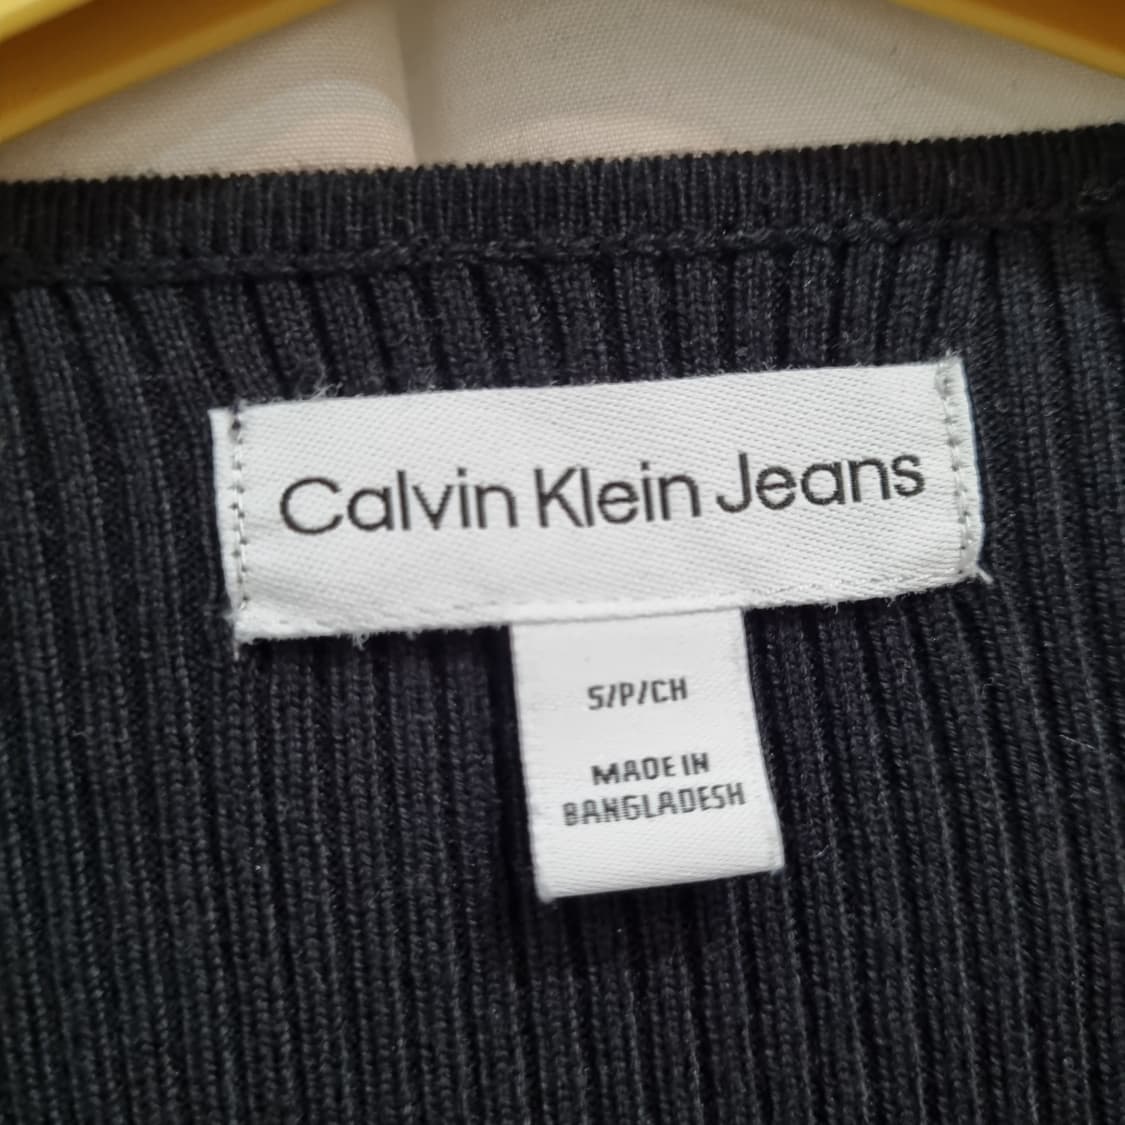 Calvin Klein Jeans
S/P/CH
MADE IN
BANGLADESH